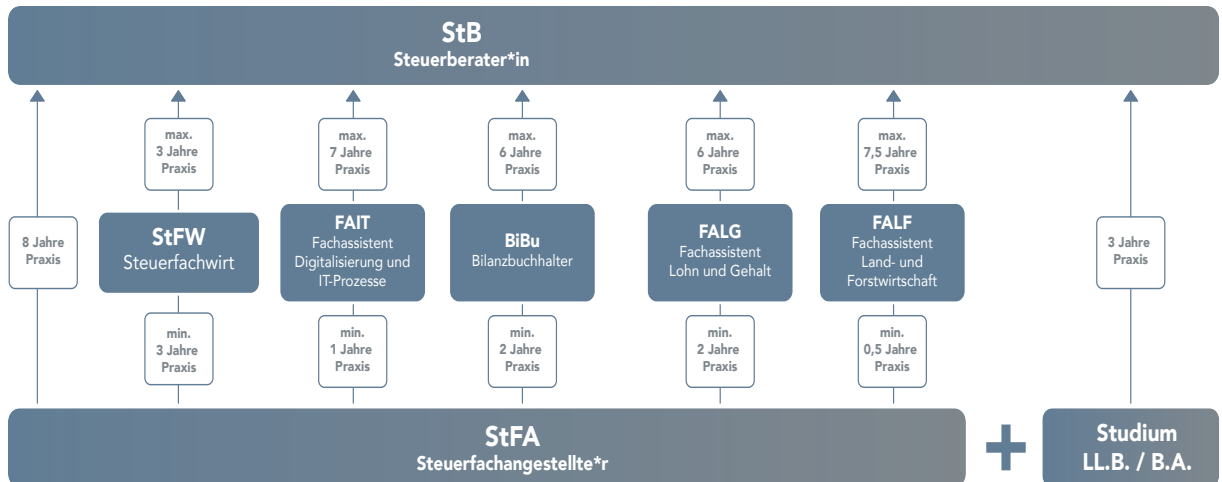 StB
Steuerberater*in
max.
3 Jahre
Praxis
max.
7 Jahre
Praxis
max.
6 Jahre
Praxis
max.
6 Jahre
Praxis
max.
7,5 Jahre
Praxis
8 Jahre
Praxis
StFW
Steuerfachwirt
FAIT
Fachassistent
Digitalisierung und
IT-Prozesse
BiBu
Bilanzbuchhalter
FALG
Fachassistent
Lohn und Gehalt
FALF
Fachassistent
Land- und
Forstwirtschaft
3 Jahre
Praxis
min.
3 Jahre
Praxis
min.
1 Jahre
Praxis
min.
2 Jahre
Praxis
min.
2 Jahre
Praxis
min.
0,5 Jahre
Praxis
StFA
Steuerfachangestellte*r
+
Studium
LL.B. / B.A.